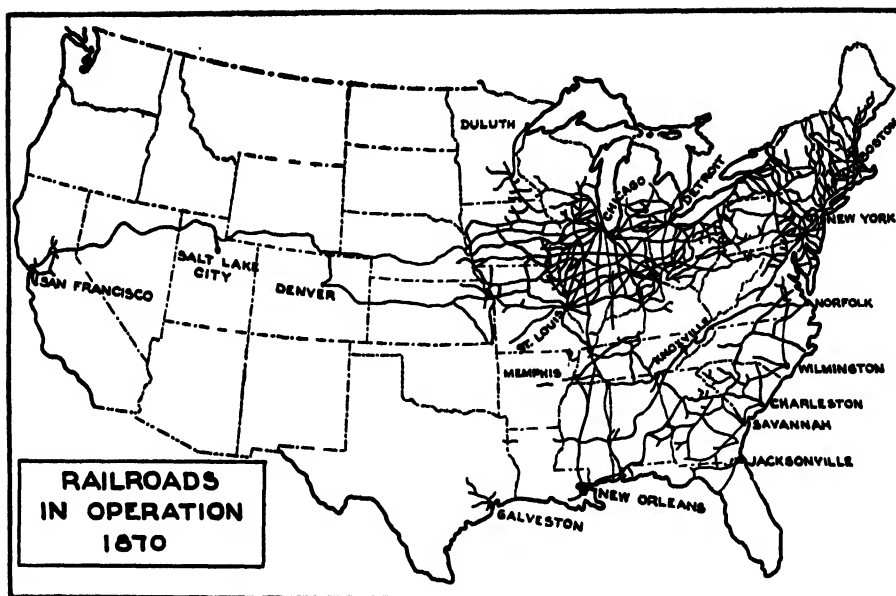 DULUTH
BOSTON
CHICAGO
DETROIT
NEW YORK
SALT LAKE
CITY
SAN FRANCISCO
DENVER
ST. LOUIS
KNOXVILLE
NORFOLK
MEMPHIS
WILMINGTON
CHARLESTON
SAVANNAH
JACKSONVILLE
NEW ORLEANS
GALVESTON
RAILROADS
IN OPERATION
1870